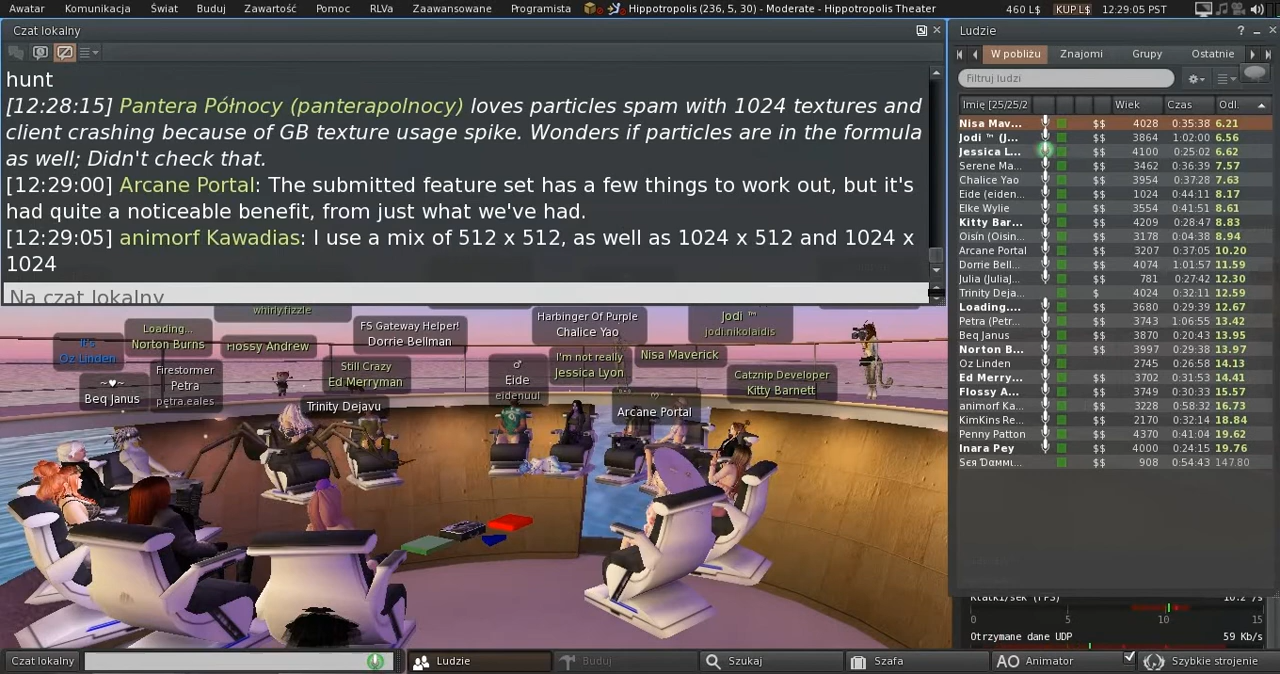 Awatar Komunikacja Świat Buduj Zawartość Pomoc RLVa Zaawansowane Programista Hippotropolis (236, 5, 30) - Moderate - Hippotropolis Theater 460 L$ KUP L$ 12:29:05 PST
Czat lokalny
hunt
[12:28:15] Pantera Północy (panterapolnocy) loves particles spam with 1024 textures and
client crashing because of GB texture usage spike. Wonders if particles are in the formula
as well; Didn't check that.
[12:29:00] Arcane Portal: The submitted feature set has a few things to work out, but it's
had quite a noticeable benefit, from just what we've had.
[12:29:05] animorf Kawadias: I use a mix of 512 x 512, as well as 1024 x 512 and 1024 x
1024
Na czat lokalny
whirly.fizzle
It's
Oz Linden
Loading...
Norton Burns
Flossy Andrew
FS Gateway Helper!
Dorrie Bellman
Harbinger Of Purple
Chalice Yao
Jodi ™
jodi.nikolaidis
~♥~
Beq Janus
Firestormer
Petra
petra.eales
Still Crazy
Ed Merryman
Trinity Dejavu
♂
Eide
eidenuul
I'm not really
Jessica Lyon
Nisa Maverick
Arcane Portal
Catznip Developer
Kitty Barnett
Ludzie
W pobliżu Znajomi Grupy Ostatnie
Filtruj ludzi
Imię [25/25/2 Wiek Czas Odl.
Nisa Mav... $$ 4028 0:35:38 6.21
Jodi ™ (J... $$ 3864 1:02:00 6.56
Jessica L... $$ 4100 0:25:02 6.62
Serene Ma... $$ 3462 0:36:39 7.57
Chalice Yao $$ 3954 0:37:28 7.63
Eide (eiden... $$ 1024 0:44:11 8.17
Elke Wylie $$ 3554 0:41:51 8.61
Kitty Bar... $$ 4209 0:28:47 8.83
Oisín (Oisin... $$ 3178 0:04:38 8.94
Arcane Portal $$ 3207 0:37:05 10.20
Dorrie Bell... $$ 4074 1:01:57 11.59
Julia (JuliaJ... $$ 781 0:27:42 12.30
Trinity Deja... $ 4024 0:32:11 12.59
Loading.... $$ 3680 0:29:39 12.67
Petra (Petr... $$ 3743 1:06:55 13.42
Beq Janus $$ 3870 0:20:43 13.95
Norton B... $$ 3997 0:29:38 13.97
Oz Linden 2745 0:26:58 14.13
Ed Merry... $$ 3702 0:31:53 14.41
Flossy A... $$ 3749 0:30:33 15.57
animorf Ka... $$ 3228 0:58:32 16.73
KimKins Re... $$ 2170 0:32:14 18.84
Penny Patton $$ 4370 0:41:04 19.62
Inara Pey $$ 4000 0:24:15 19.76
$$ 908 0:54:43 147.80
Klatki/sek (FPS) 10.2 /s
0 5 10 15
Otrzymane dane UDP 59 Kb/s
Czat lokalny Ludzie Buduj Szukaj Szafa AO Animator Szybkie strojenie